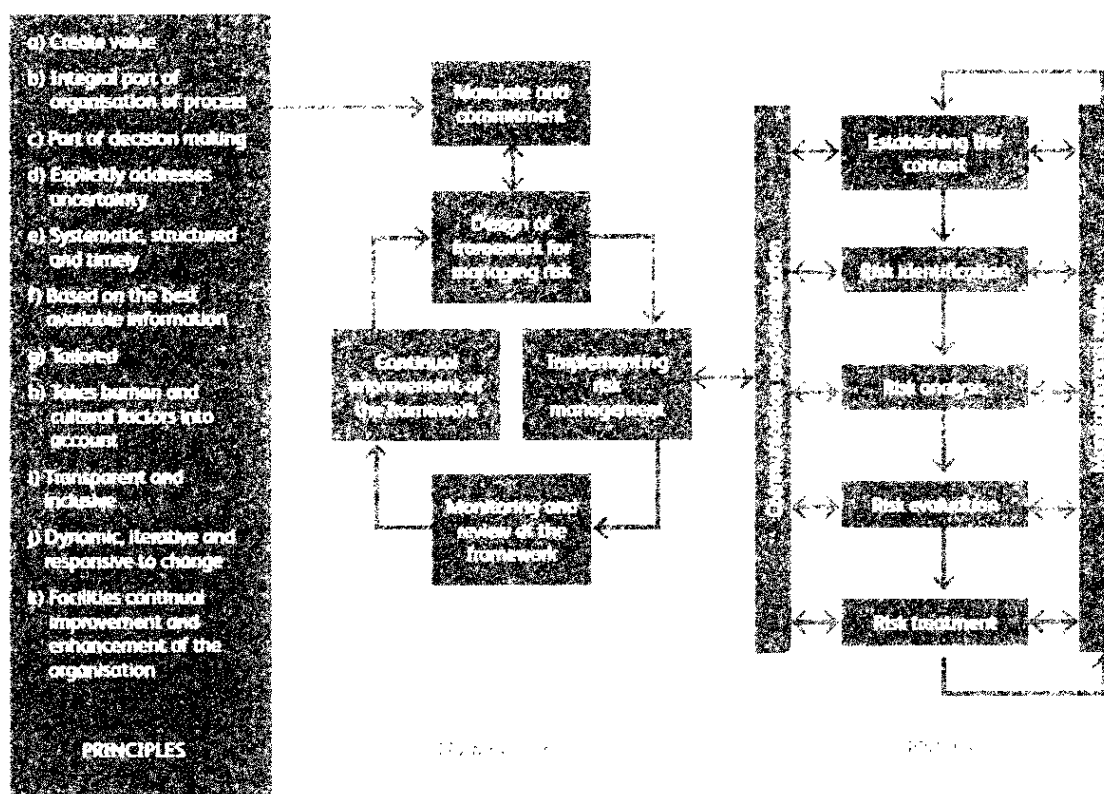 a) Create value
b) Integral part of
organisation of process
c) Part of decision making
d) Explicitly addresses
uncertainty
e) Systematic, structured
and timely
f) Based on the best
available information
g) Tailored
h) Takes human and
cultural factors into
account
i) Transparent and
inclusive
j) Dynamic, iterative and
responsive to change
k) Facilities continual
improvement and
enhancement of the
organisation
PRINCIPLES
Mandate and
commitment
Design of
framework for
managing risk
Continual
improvement of
the framework
Implementing
risk
management
Monitoring and
review of the
framework
Establishing the
context
Risk identification
Risk analysis
Risk evaluation
Risk treatment